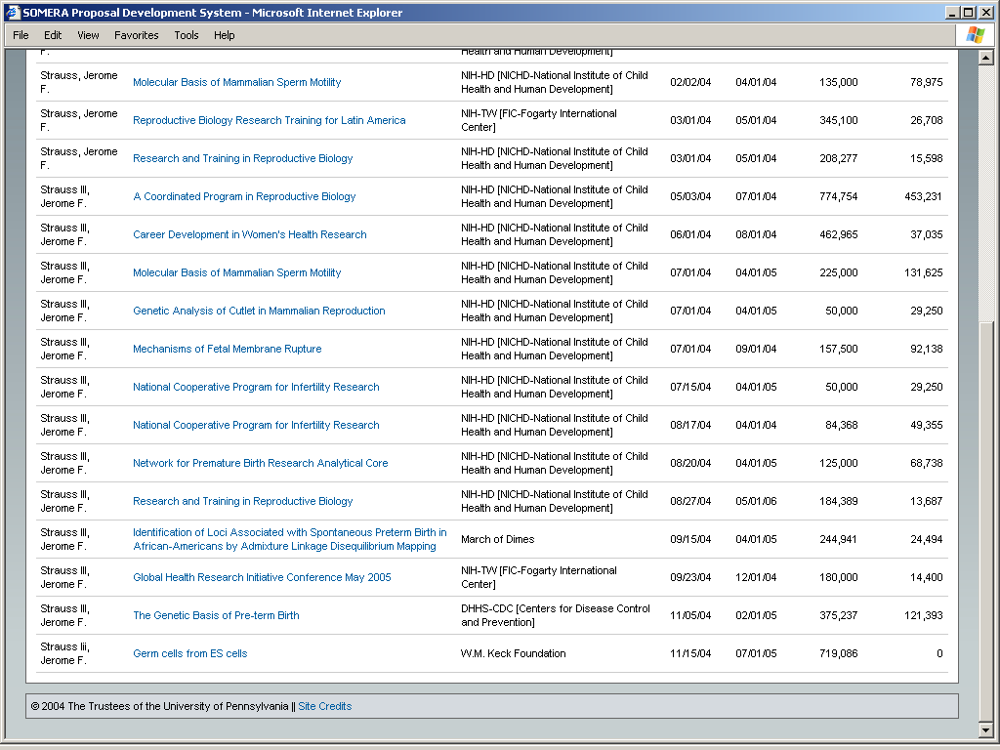 SOMERA Proposal Development System - Microsoft Internet Explorer
File Edit View Favorites Tools Help
F. Health and Human Development]
Strauss, Jerome F. Molecular Basis of Mammalian Sperm Motility NIH-HD [NICHD-National Institute of Child Health and Human Development] 02/02/04 04/01/04 135,000 78,975
Strauss, Jerome F. Reproductive Biology Research Training for Latin America NIH-TW [FIC-Fogarty International Center] 03/01/04 05/01/04 345,100 26,708
Strauss, Jerome F. Research and Training in Reproductive Biology NIH-HD [NICHD-National Institute of Child Health and Human Development] 03/01/04 05/01/04 208,277 15,598
Strauss III, Jerome F. A Coordinated Program in Reproductive Biology NIH-HD [NICHD-National Institute of Child Health and Human Development] 05/03/04 07/01/04 774,754 453,231
Strauss III, Jerome F. Career Development in Women's Health Research NIH-HD [NICHD-National Institute of Child Health and Human Development] 06/01/04 08/01/04 462,965 37,035
Strauss III, Jerome F. Molecular Basis of Mammalian Sperm Motility NIH-HD [NICHD-National Institute of Child Health and Human Development] 07/01/04 04/01/05 225,000 131,625
Strauss III, Jerome F. Genetic Analysis of Cutlet in Mammalian Reproduction NIH-HD [NICHD-National Institute of Child Health and Human Development] 07/01/04 04/01/05 50,000 29,250
Strauss III, Jerome F. Mechanisms of Fetal Membrane Rupture NIH-HD [NICHD-National Institute of Child Health and Human Development] 07/01/04 09/01/04 157,500 92,138
Strauss III, Jerome F. National Cooperative Program for Infertility Research NIH-HD [NICHD-National Institute of Child Health and Human Development] 07/15/04 04/01/05 50,000 29,250
Strauss III, Jerome F. National Cooperative Program for Infertility Research NIH-HD [NICHD-National Institute of Child Health and Human Development] 08/17/04 04/01/04 84,368 49,355
Strauss III, Jerome F. Network for Premature Birth Research Analytical Core NIH-HD [NICHD-National Institute of Child Health and Human Development] 08/20/04 04/01/05 125,000 68,738
Strauss III, Jerome F. Research and Training in Reproductive Biology NIH-HD [NICHD-National Institute of Child Health and Human Development] 08/27/04 05/01/06 184,389 13,687
Strauss III, Jerome F. Identification of Loci Associated with Spontaneous Preterm Birth in African-Americans by Admixture Linkage Disequilibrium Mapping March of Dimes 09/15/04 04/01/05 244,941 24,494
Strauss III, Jerome F. Global Health Research Initiative Conference May 2005 NIH-TW [FIC-Fogarty International Center] 09/23/04 12/01/04 180,000 14,400
Strauss III, Jerome F. The Genetic Basis of Pre-term Birth DHHS-CDC [Centers for Disease Control and Prevention] 11/05/04 02/01/05 375,237 121,393
Strauss Iii, Jerome F. Germ cells from ES cells W.M. Keck Foundation 11/15/04 07/01/05 719,086 0
© 2004 The Trustees of the University of Pennsylvania || Site Credits